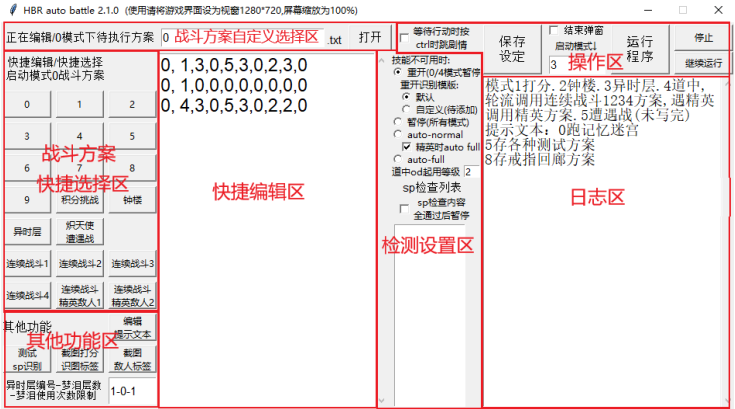 HBR auto battle 2.1.0 (使用请将游戏界面设为视窗1280*720,屏幕缩放为100%)
正在编辑/0模式下待执行方案
0 战斗方案自定义选择区 .txt
打开
等待行动时按
ctrl时跳剧情
保存
设定
结束弹窗
启动模式↓
3
操作区
运行
程序
停止
继续运行
快捷编辑/快捷选择
启动模式0战斗方案
0 1 2
3 4 5
6 7 8
战斗方案
快捷选择区
9 积分挑战 钟楼
异时层
炽天使
遭遇战
连续战斗1 连续战斗2 连续战斗3
连续战斗4
连续战斗
精英敌人1
连续战斗
精英敌人2
其他功能
其他功能区
编辑
提示文本
测试
sp识别
截图打分
识图标签
截图
敌人标签
异时层编号-梦泪层数
-梦泪使用次数限制
1-0-1
0, 1,3,0,5,3,0,2,3,0
0, 1,0,0,0,0,0,0,0,0
0, 4,3,0,5,3,0,2,2,0
快捷编辑区
技能不可用时:
重开(0/4模式暂停
重开识别模版:
默认
自定义(待添加)
暂停(所有模式)
auto-normal
精英时auto full
auto-full
道中od起用等级 2
sp检查列表
sp检查内容
全通过后暂停
检测设置区
模式1打分.2钟楼.3异时层.4道中,
轮流调用连续战斗1234方案,遇精英
调用精英方案.5遭遇战(未写完)
提示文本: 0跑记忆迷宫
5存各种测试方案
8存戒指回廊方案
日志区